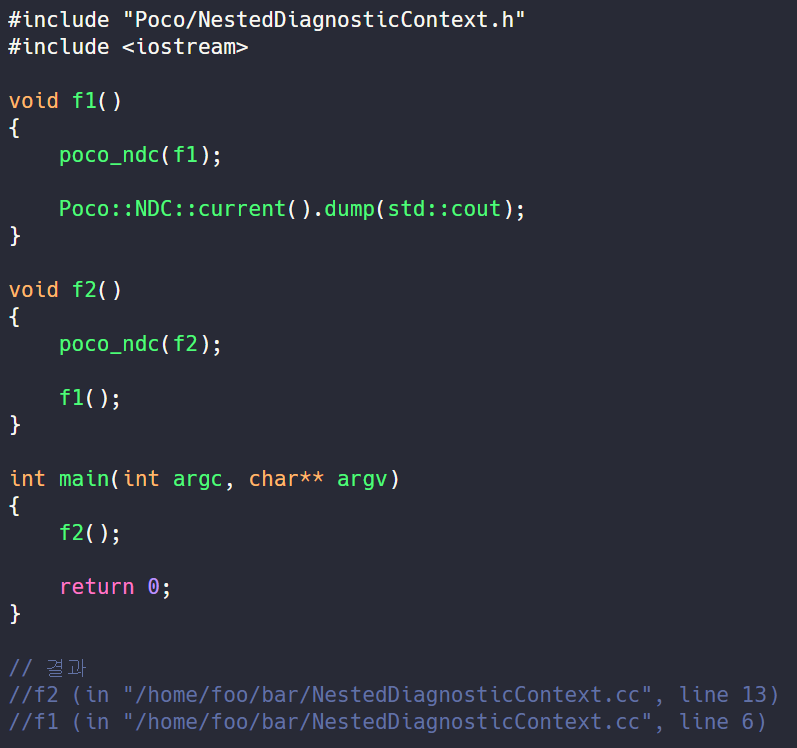 #include "Poco/NestedDiagnosticContext.h"
#include <iostream>

void f1()
{
    poco_ndc(f1);

    Poco::NDC::current().dump(std::cout);
}

void f2()
{
    poco_ndc(f2);

    f1();
}

int main(int argc, char** argv)
{
    f2();

    return 0;
}

// 결과
//f2 (in "/home/foo/bar/NestedDiagnosticContext.cc", line 13)
//f1 (in "/home/foo/bar/NestedDiagnosticContext.cc", line 6)